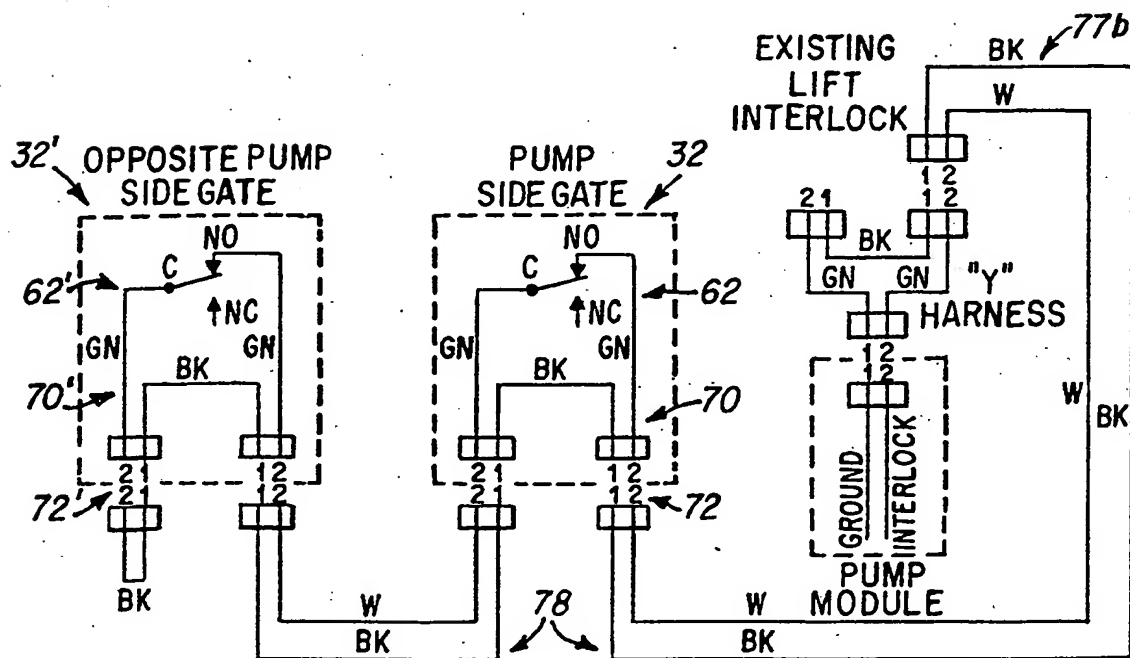 77b
EXISTING
LIFT
INTERLOCK
BK
W
32'
OPPOSITE PUMP
SIDE GATE
PUMP
SIDE GATE
32
1 2
1 2
2 1
BK
GN
GN
"Y"
HARNESS
NO
C
NC
62'
GN
GN
BK
70'
NO
C
NC
62
GN
GN
BK
70
1 2
1 2
GROUND
INTERLOCK
PUMP
MODULE
W
BK
2 1
2 1
1 2
1 2
72'
2 1
2 1
1 2
1 2
72
BK
W
BK
78
W
BK